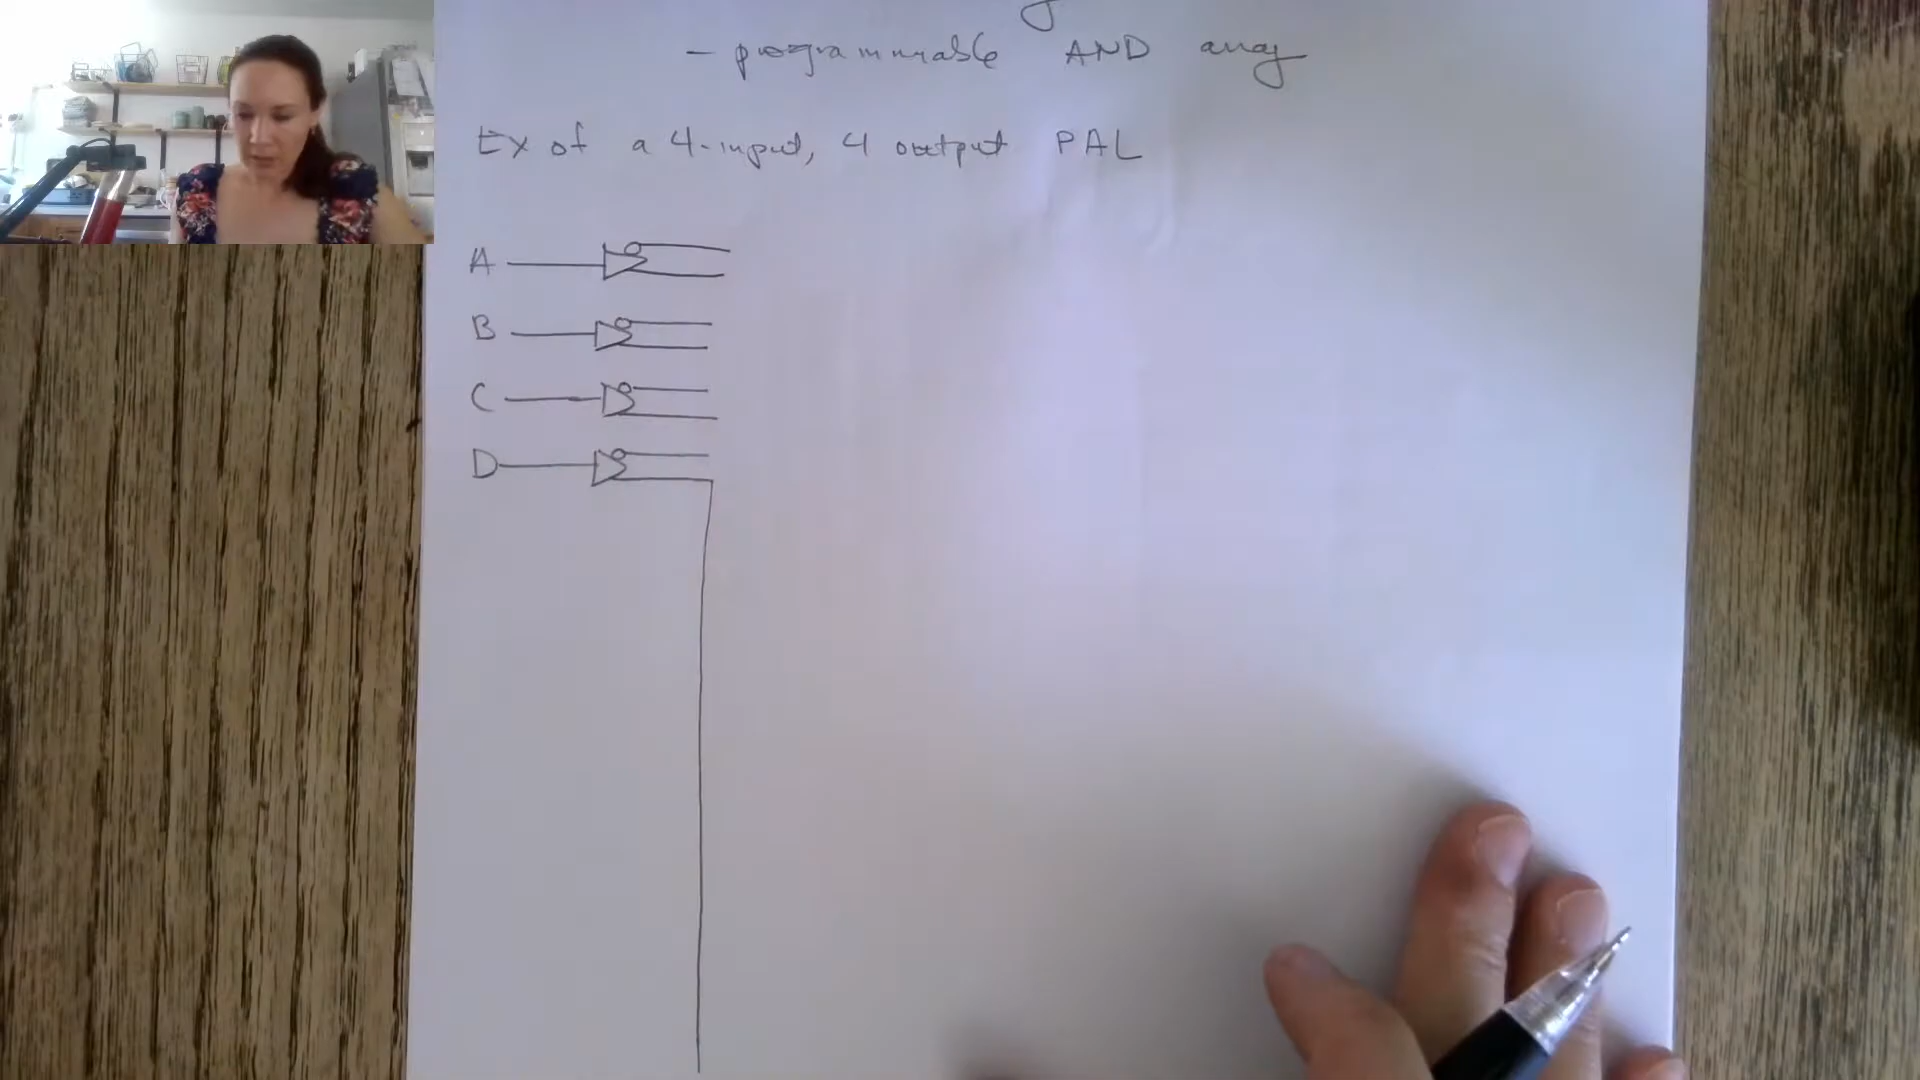 - programmable AND array
Ex of a 4-input, 4 output PAL
A
B
C
D